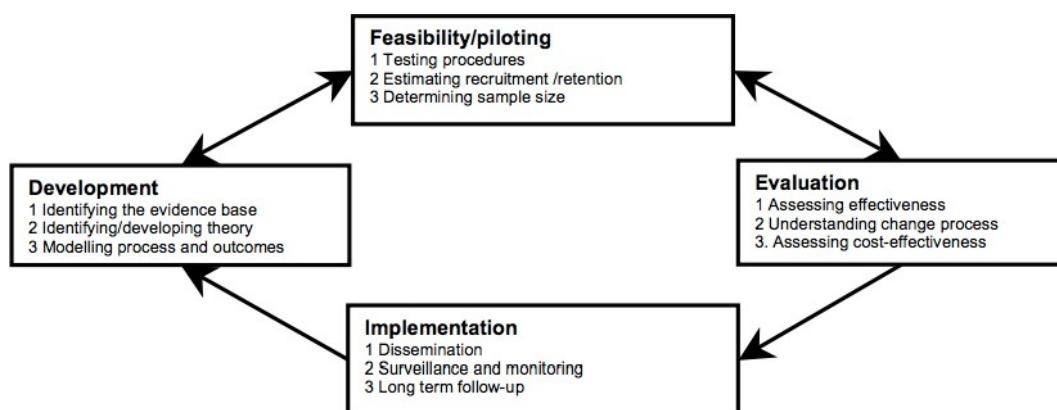 Feasibility/piloting
1 Testing procedures
2 Estimating recruitment /retention
3 Determining sample size
Development
1 Identifying the evidence base
2 Identifying/developing theory
3 Modelling process and outcomes
Evaluation
1 Assessing effectiveness
2 Understanding change process
3. Assessing cost-effectiveness
Implementation
1 Dissemination
2 Surveillance and monitoring
3 Long term follow-up